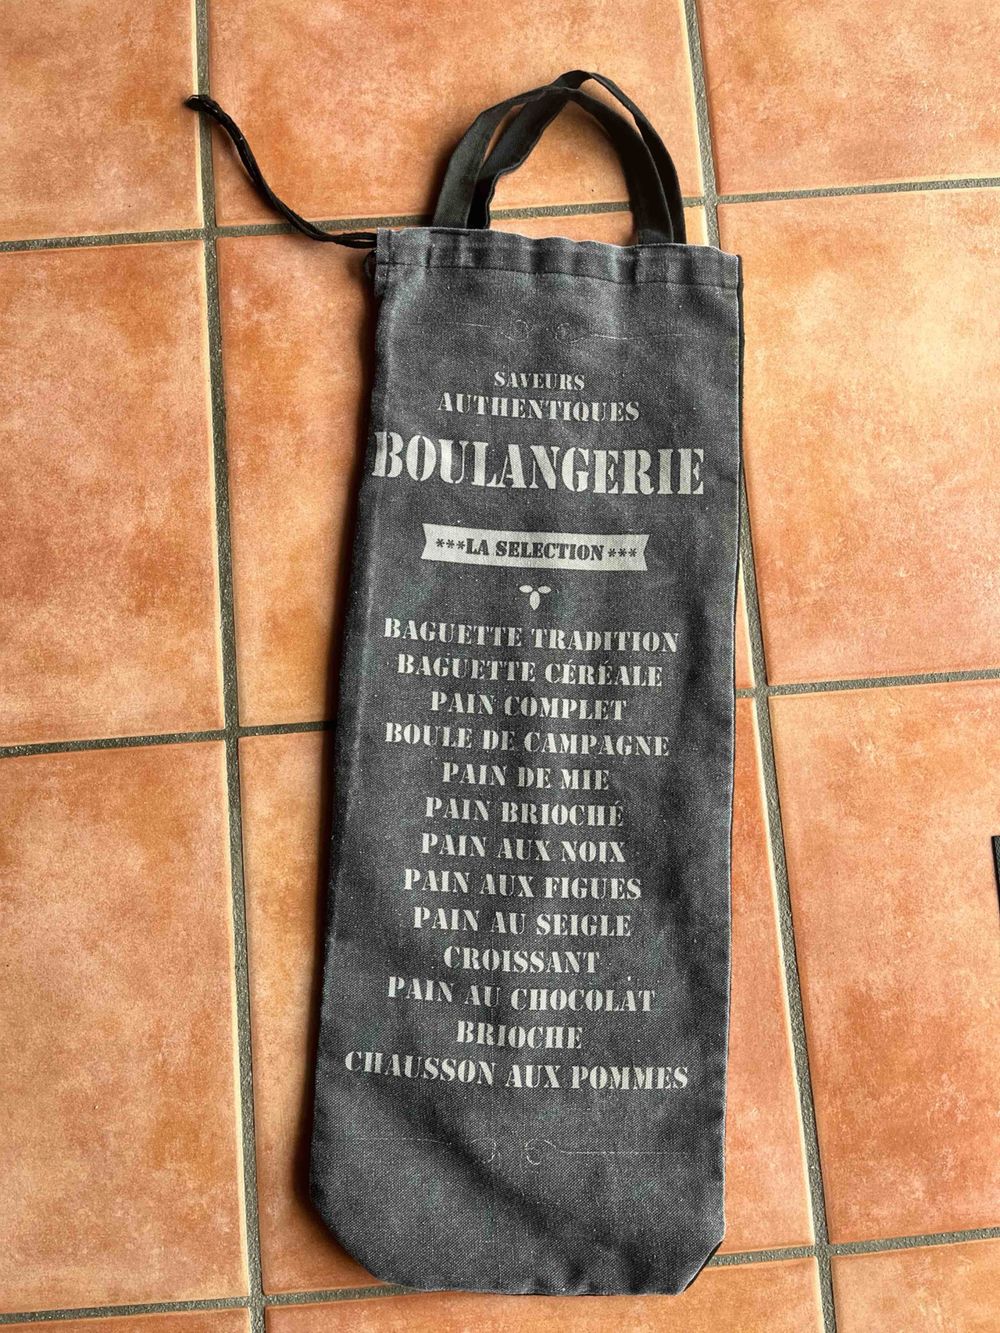 SAVEURS
AUTHENTIQUES
BOULANGERIE
***LA SELECTION***
BAGUETTE TRADITION
BAGUETTE CÉRÉALE
PAIN COMPLET
BOULE DE CAMPAGNE
PAIN DE MIE
PAIN BRIOCHÉ
PAIN AUX NOIX
PAIN AUX FIGUES
PAIN AU SEIGLE
CROISSANT
PAIN AU CHOCOLAT
BRIOCHE
CHAUSSON AUX POMMES